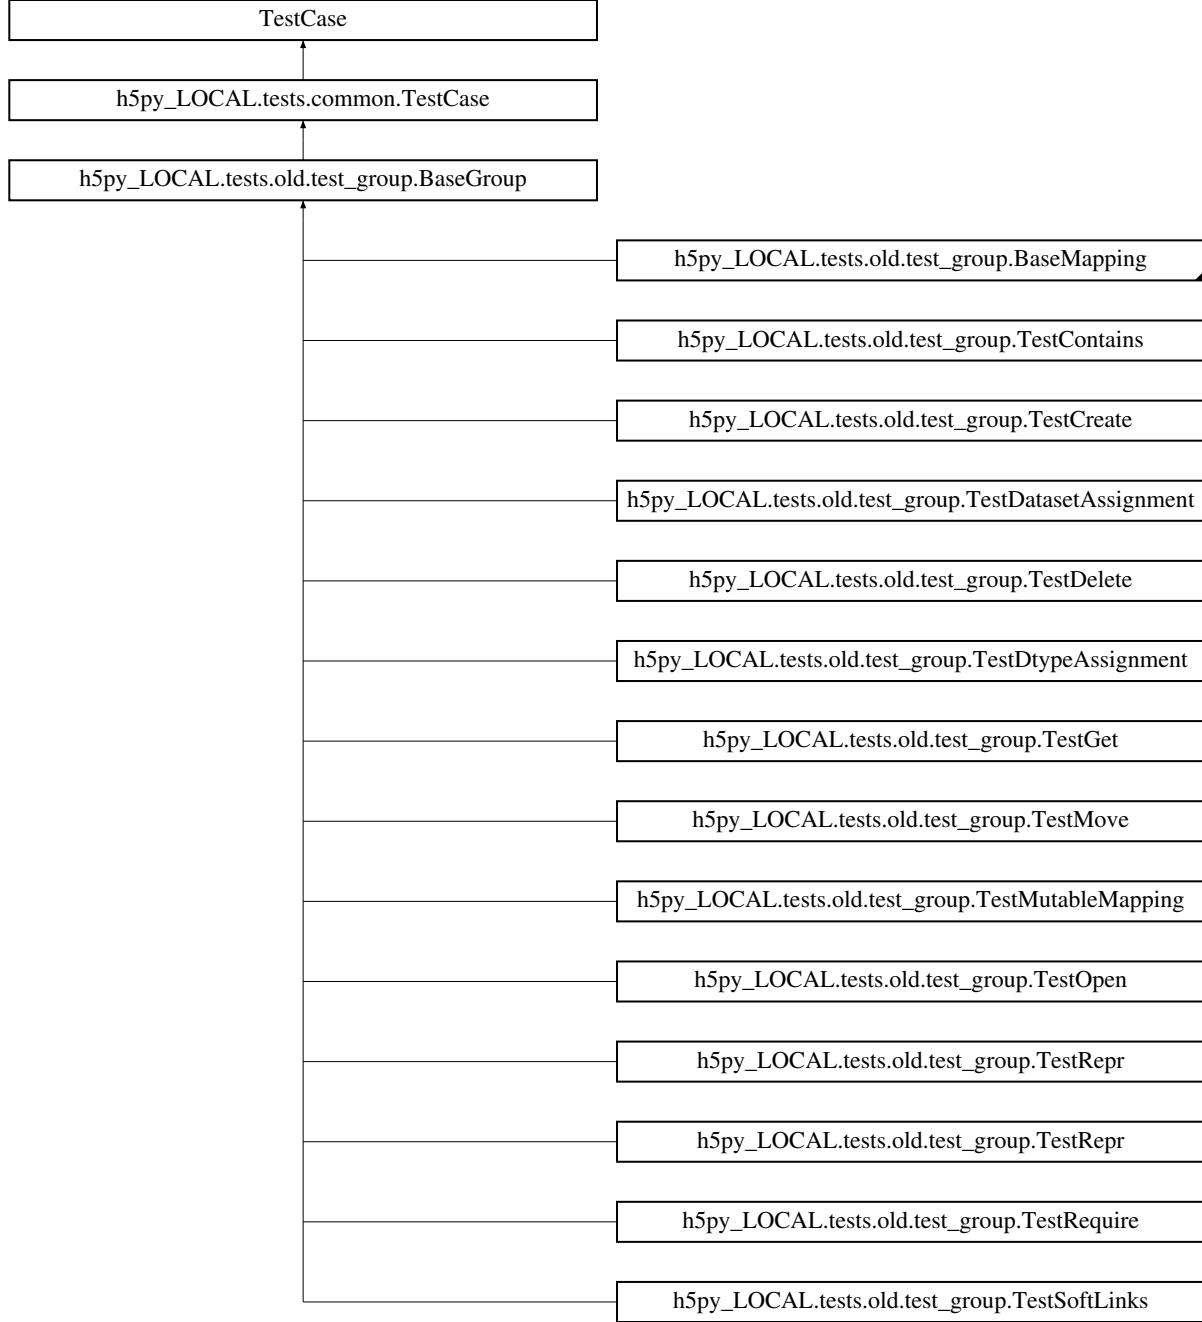 TestCase
h5py_LOCAL.tests.common.TestCase
h5py_LOCAL.tests.old.test_group.BaseGroup
h5py_LOCAL.tests.old.test_group.BaseMapping
h5py_LOCAL.tests.old.test_group.TestContains
h5py_LOCAL.tests.old.test_group.TestCreate
h5py_LOCAL.tests.old.test_group.TestDatasetAssignment
h5py_LOCAL.tests.old.test_group.TestDelete
h5py_LOCAL.tests.old.test_group.TestDtypeAssignment
h5py_LOCAL.tests.old.test_group.TestGet
h5py_LOCAL.tests.old.test_group.TestMove
h5py_LOCAL.tests.old.test_group.TestMutableMapping
h5py_LOCAL.tests.old.test_group.TestOpen
h5py_LOCAL.tests.old.test_group.TestRepr
h5py_LOCAL.tests.old.test_group.TestRepr
h5py_LOCAL.tests.old.test_group.TestRequire
h5py_LOCAL.tests.old.test_group.TestSoftLinks